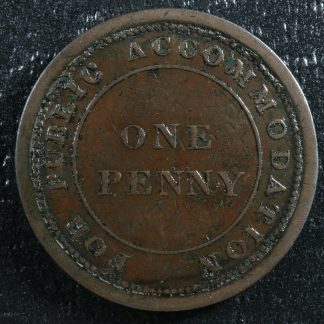 FOR PUBLIC ACCOMMODATION
ONE
PENNY